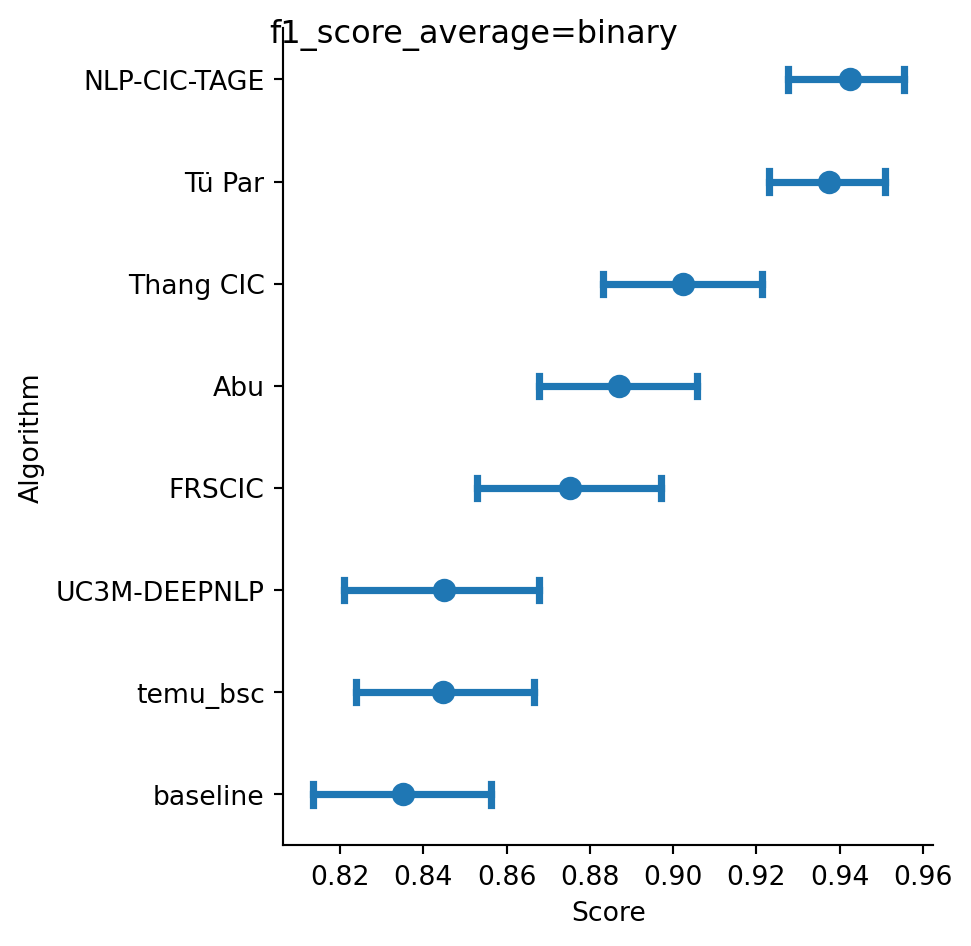 f1_score_average=binary
NLP-CIC-TAGE
Tü Par
Thang CIC
Abu
FRSCIC
UC3M-DEEPNLP
temu_bsc
baseline
Algorithm
0.82 0.84 0.86 0.88 0.90 0.92 0.94 0.96
Score